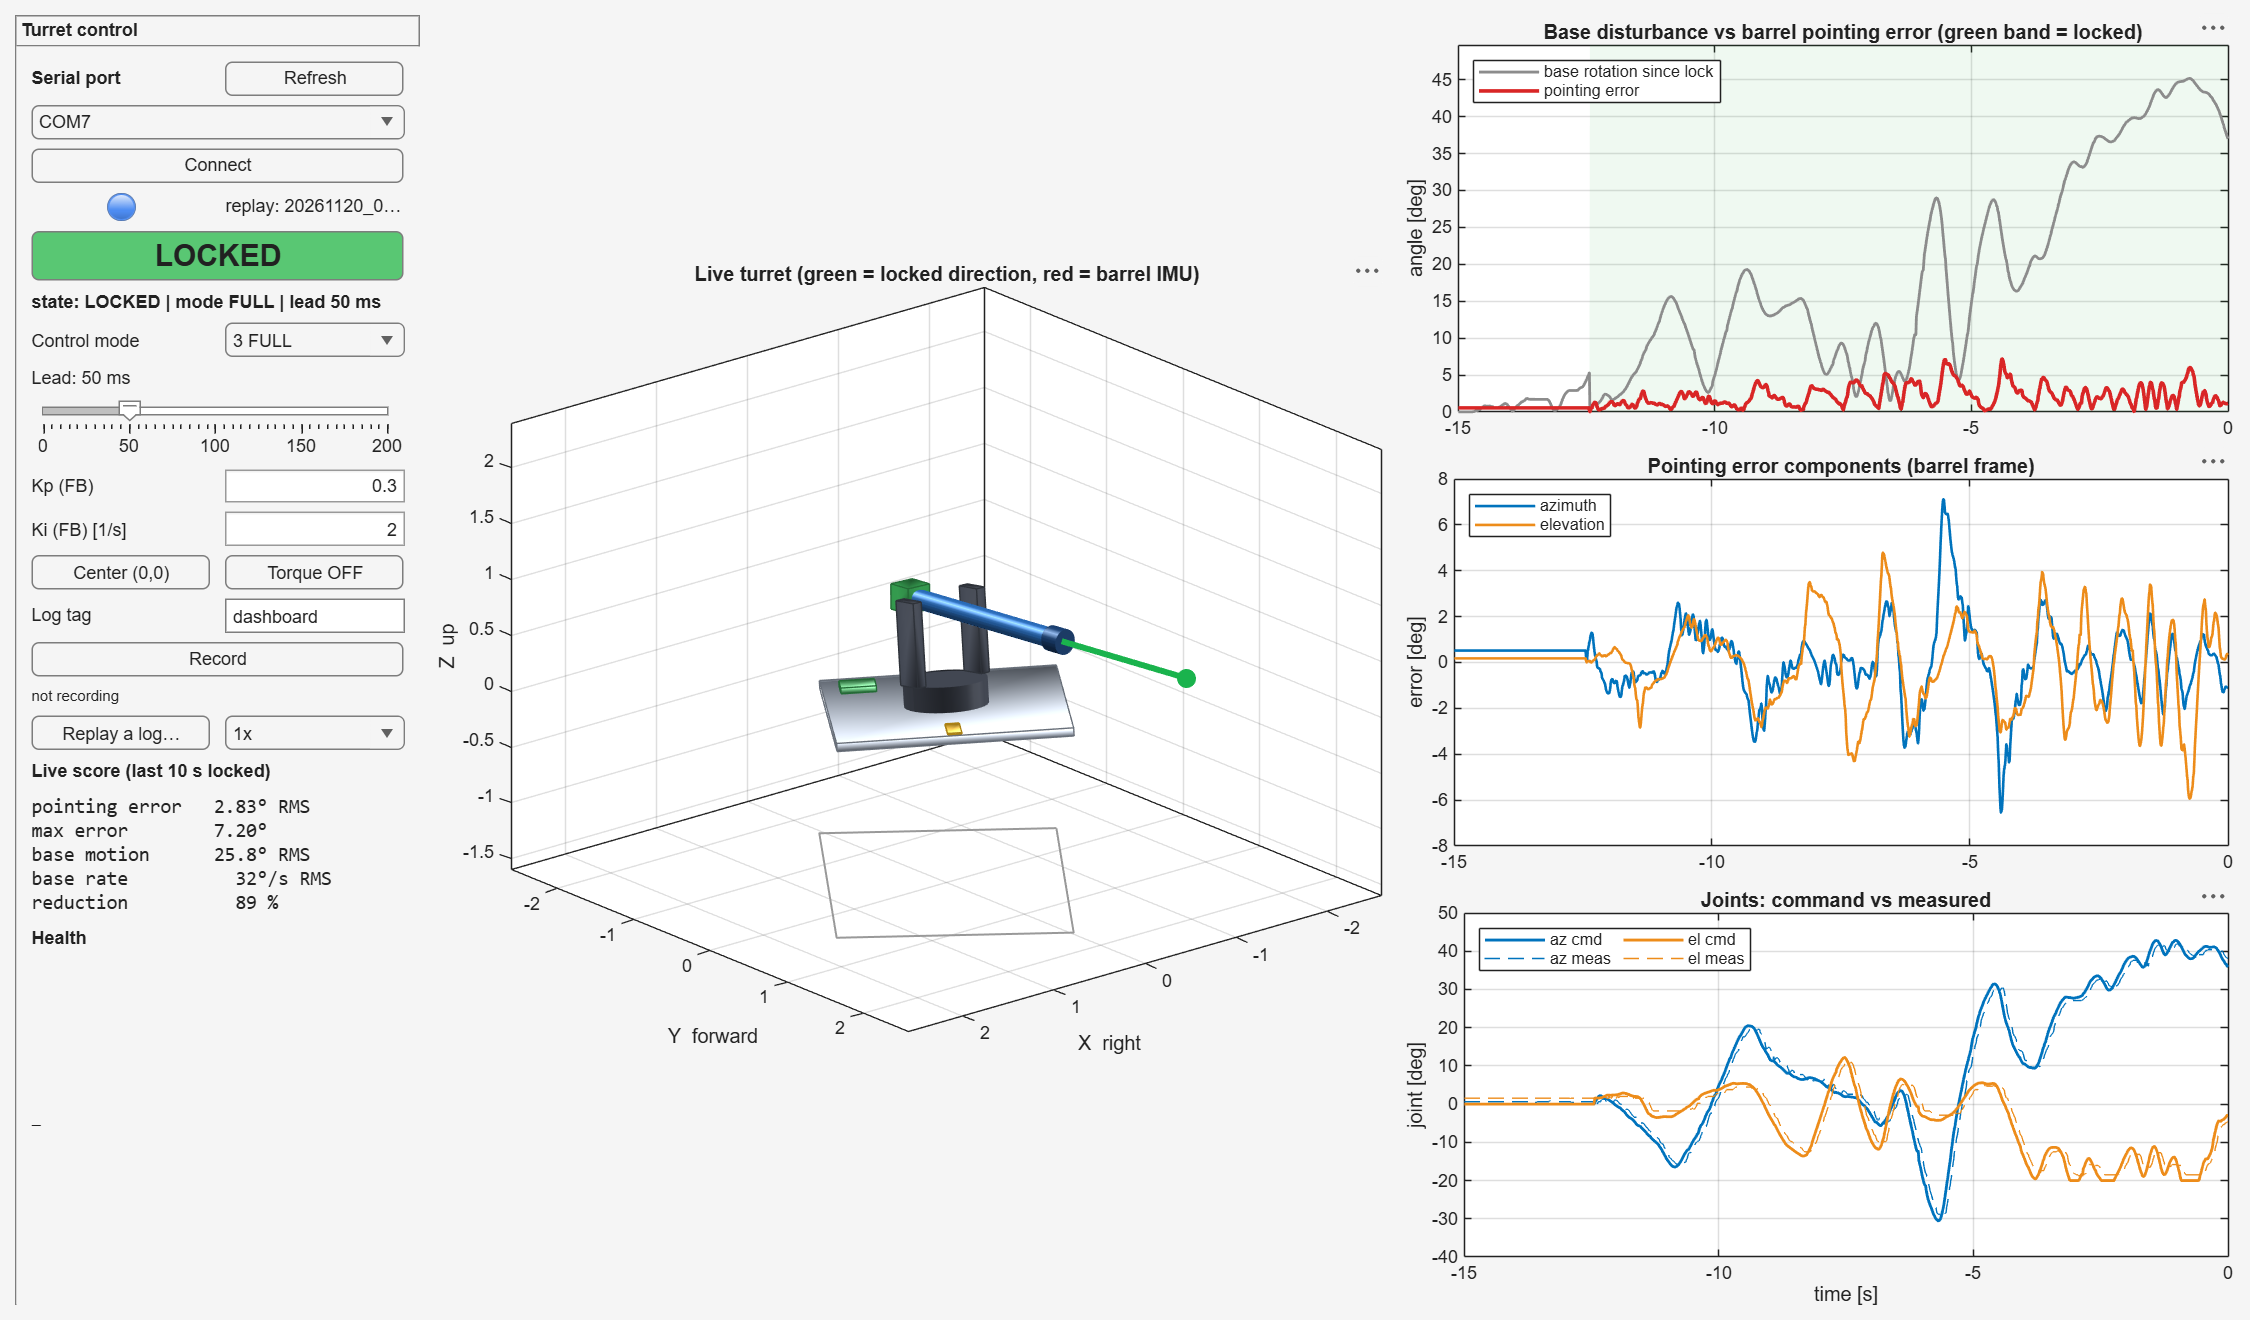 Turret control
Serial port
Refresh
COM7
Connect
replay: 20261120_0…
LOCKED
state: LOCKED | mode FULL | lead 50 ms
Control mode
3 FULL
Lead: 50 ms
0 50 100 150 200
Kp (FB)
0.3
Ki (FB) [1/s]
2
Center (0,0)
Torque OFF
Log tag
dashboard
Record
not recording
Replay a log…
1x
Live score (last 10 s locked)
pointing error 2.83° RMS
max error 7.20°
base motion 25.8° RMS
base rate 32°/s RMS
reduction 89 %
Health
–
Live turret (green = locked direction, red = barrel IMU)
Z up
2
1.5
1
0.5
0
-0.5
-1
-1.5
-2
-1
0
1
2
Y forward
2
1
0
-1
-2
X right
Base disturbance vs barrel pointing error (green band = locked)
base rotation since lock
pointing error
angle [deg]
45
40
35
30
25
20
15
10
5
0
-15 -10 -5 0
Pointing error components (barrel frame)
azimuth
elevation
error [deg]
8
6
4
2
0
-2
-4
-6
-8
-15 -10 -5 0
Joints: command vs measured
az cmd el cmd
az meas el meas
joint [deg]
50
40
30
20
10
0
-10
-20
-30
-40
-15 -10 -5 0
time [s]